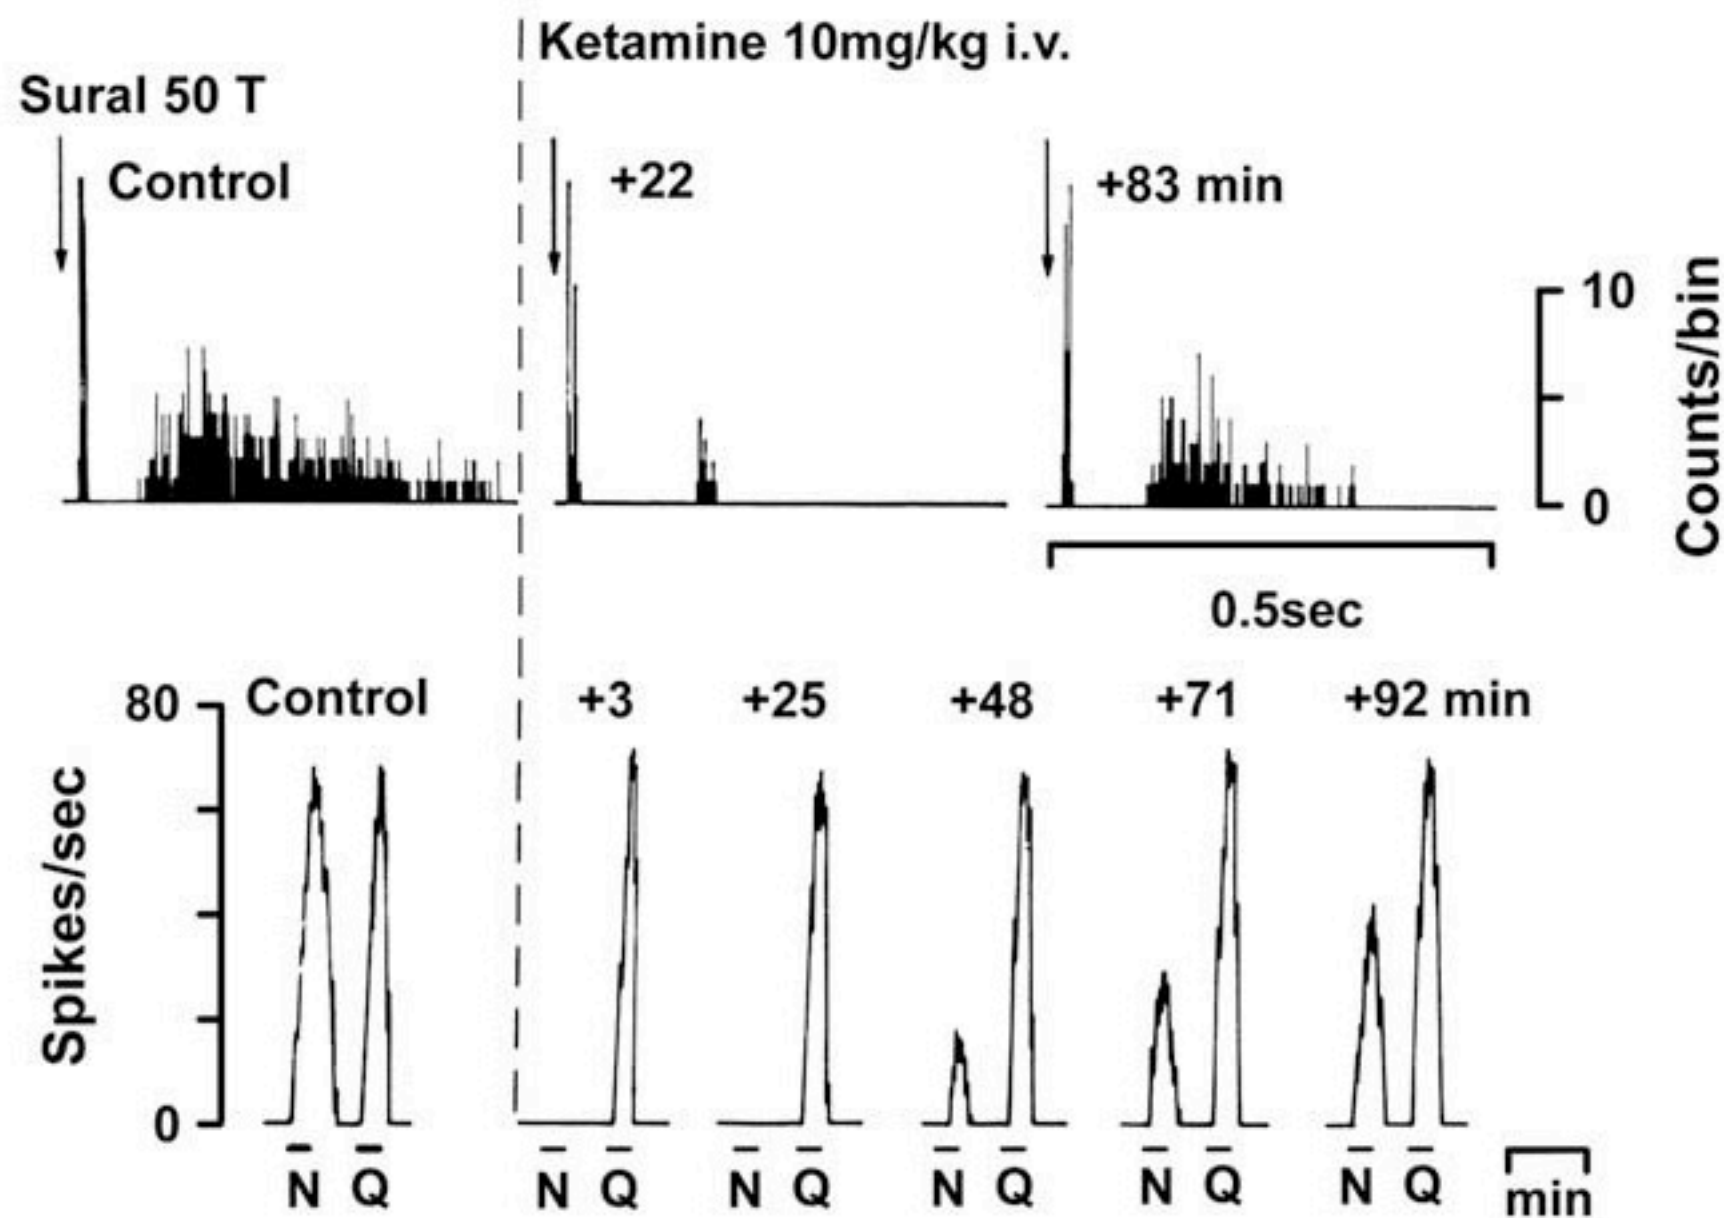 Ketamine 10mg/kg i.v.
Sural 50 T
Control
+22
+83 min
10
0
Counts/bin
0.5sec
80
0
Spikes/sec
Control
+3
+25
+48
+71
+92 min
N Q
N Q
N Q
N Q
N Q
N Q
min